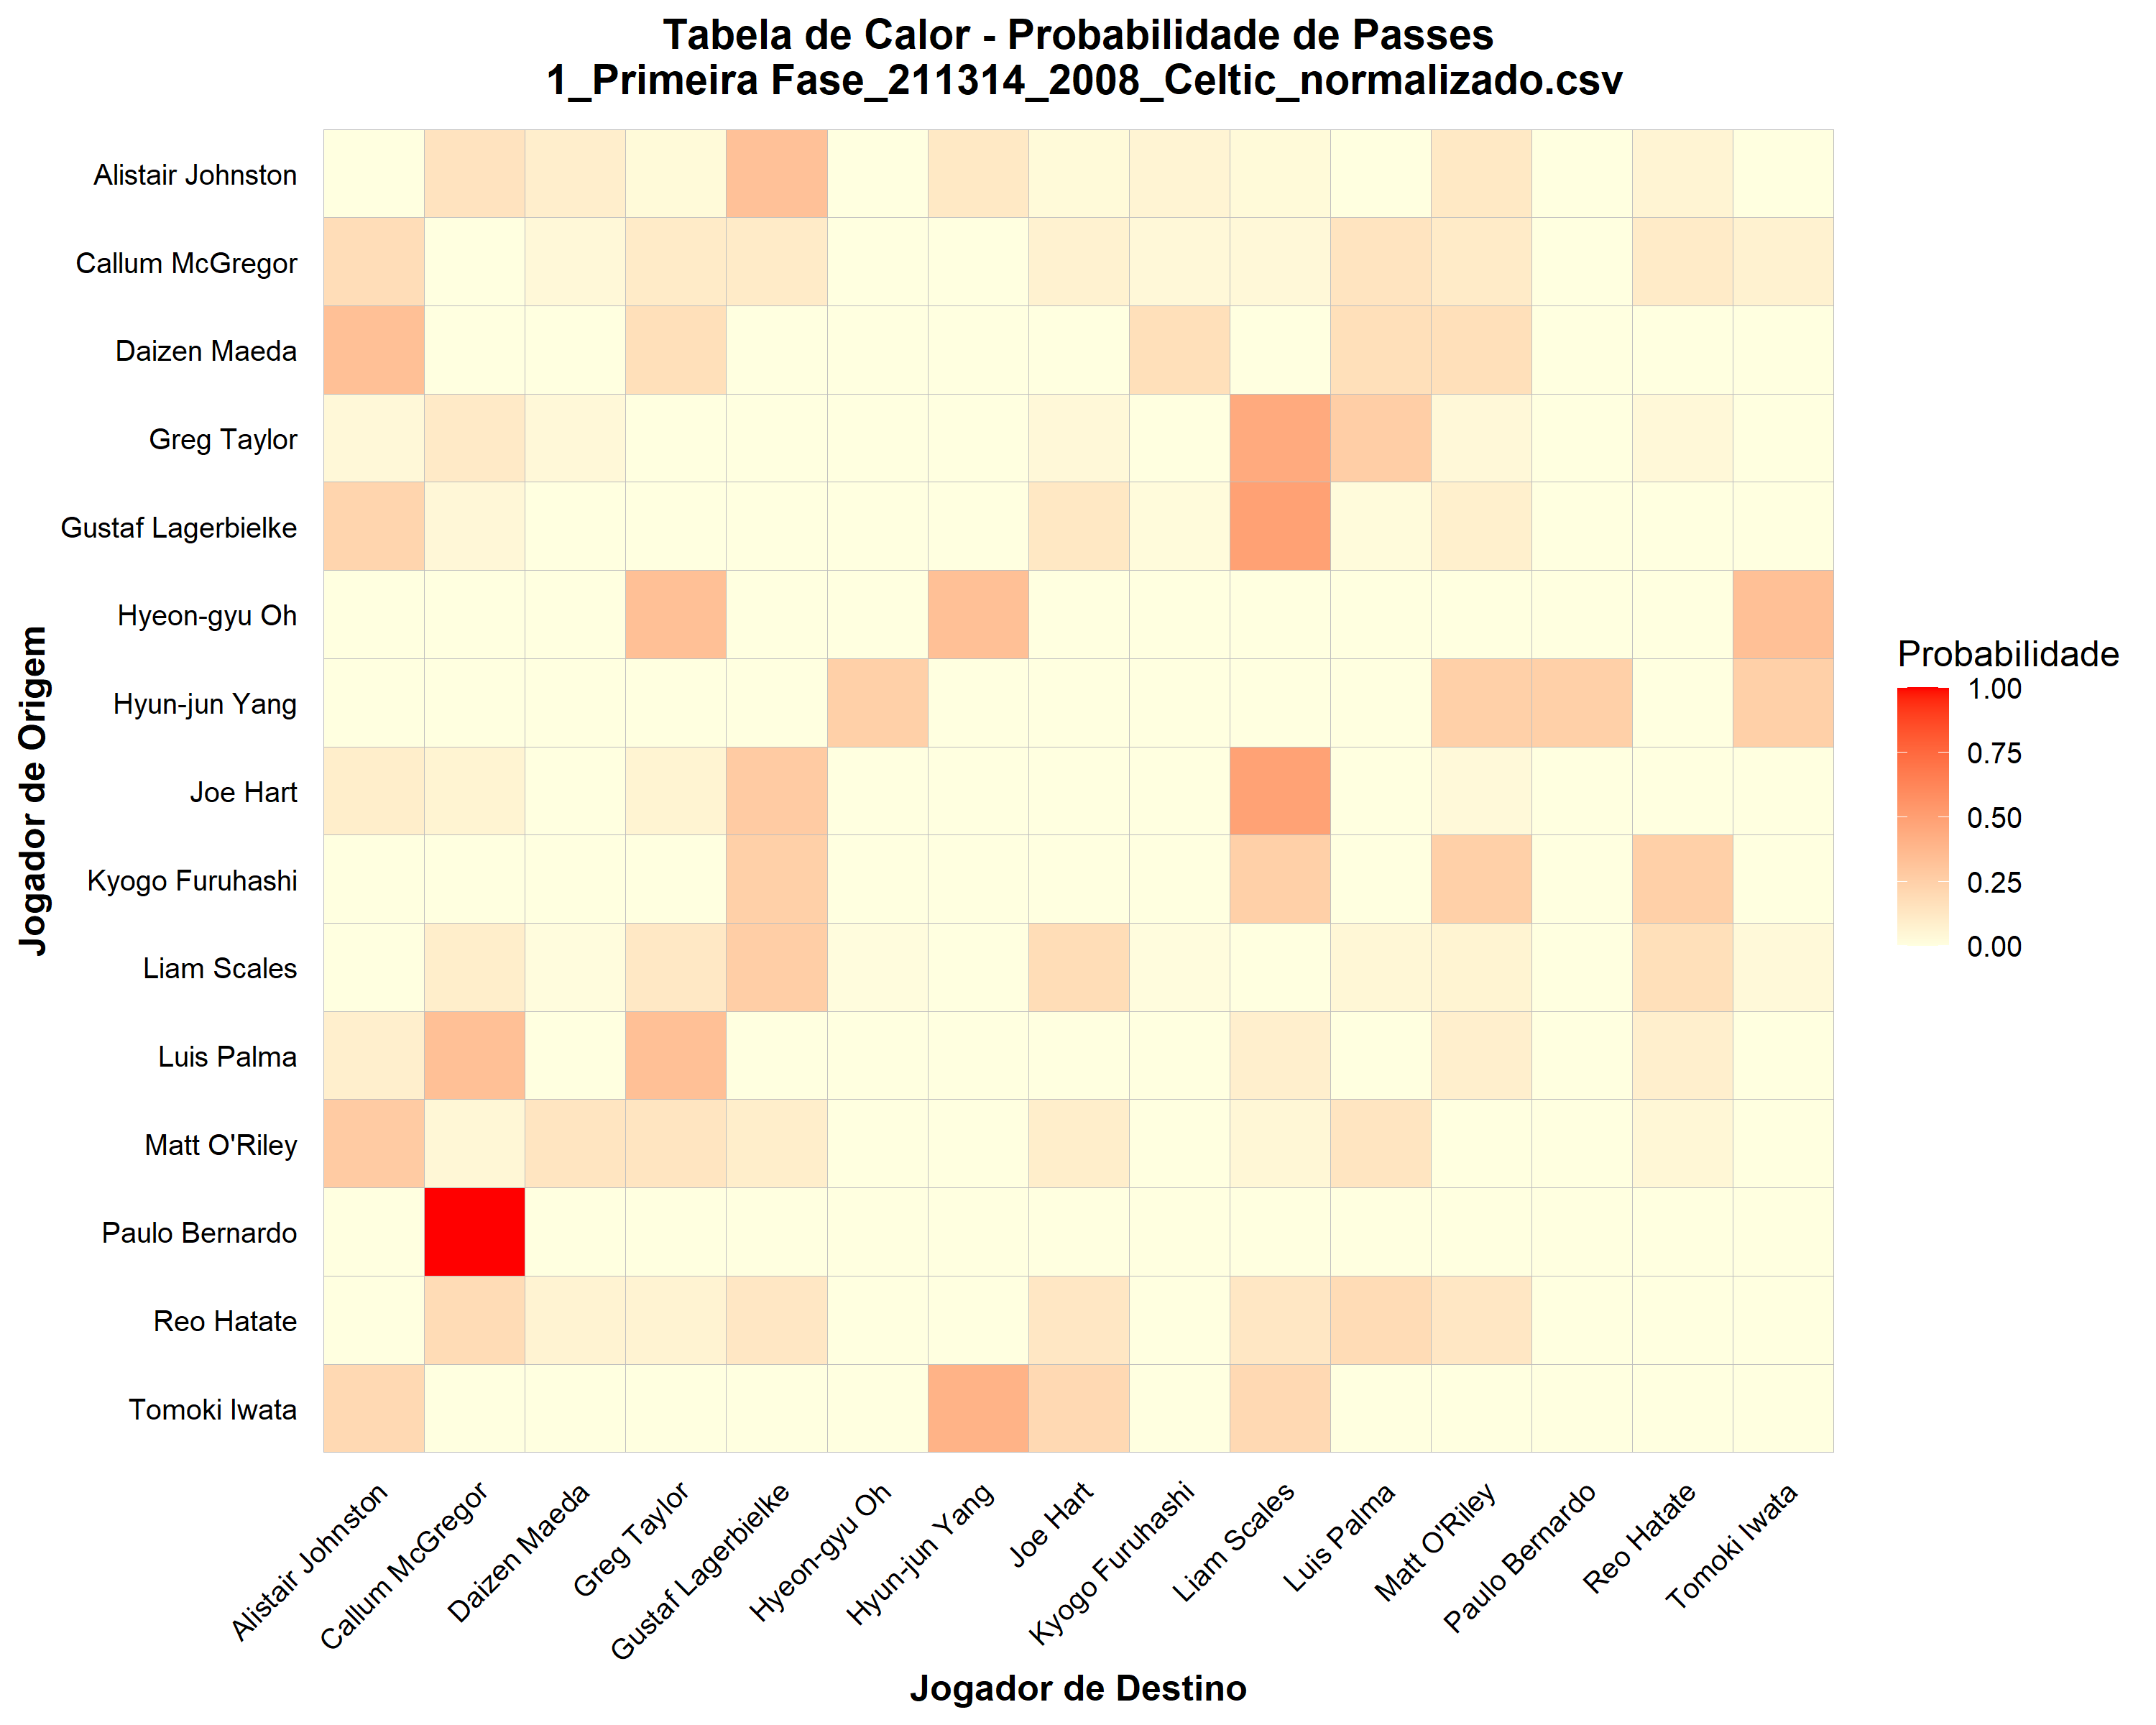 Tabela de Calor - Probabilidade de Passes
1_Primeira Fase_211314_2008_Celtic_normalizado.csv
Jogador de Origem
Alistair Johnston
Callum McGregor
Daizen Maeda
Greg Taylor
Gustaf Lagerbielke
Hyeon-gyu Oh
Hyun-jun Yang
Joe Hart
Kyogo Furuhashi
Liam Scales
Luis Palma
Matt O'Riley
Paulo Bernardo
Reo Hatate
Tomoki Iwata
Alistair Johnston
Callum McGregor
Daizen Maeda
Greg Taylor
Gustaf Lagerbielke
Hyeon-gyu Oh
Hyun-jun Yang
Joe Hart
Kyogo Furuhashi
Liam Scales
Luis Palma
Matt O'Riley
Paulo Bernardo
Reo Hatate
Tomoki Iwata
Jogador de Destino
Probabilidade
1.00
0.75
0.50
0.25
0.00